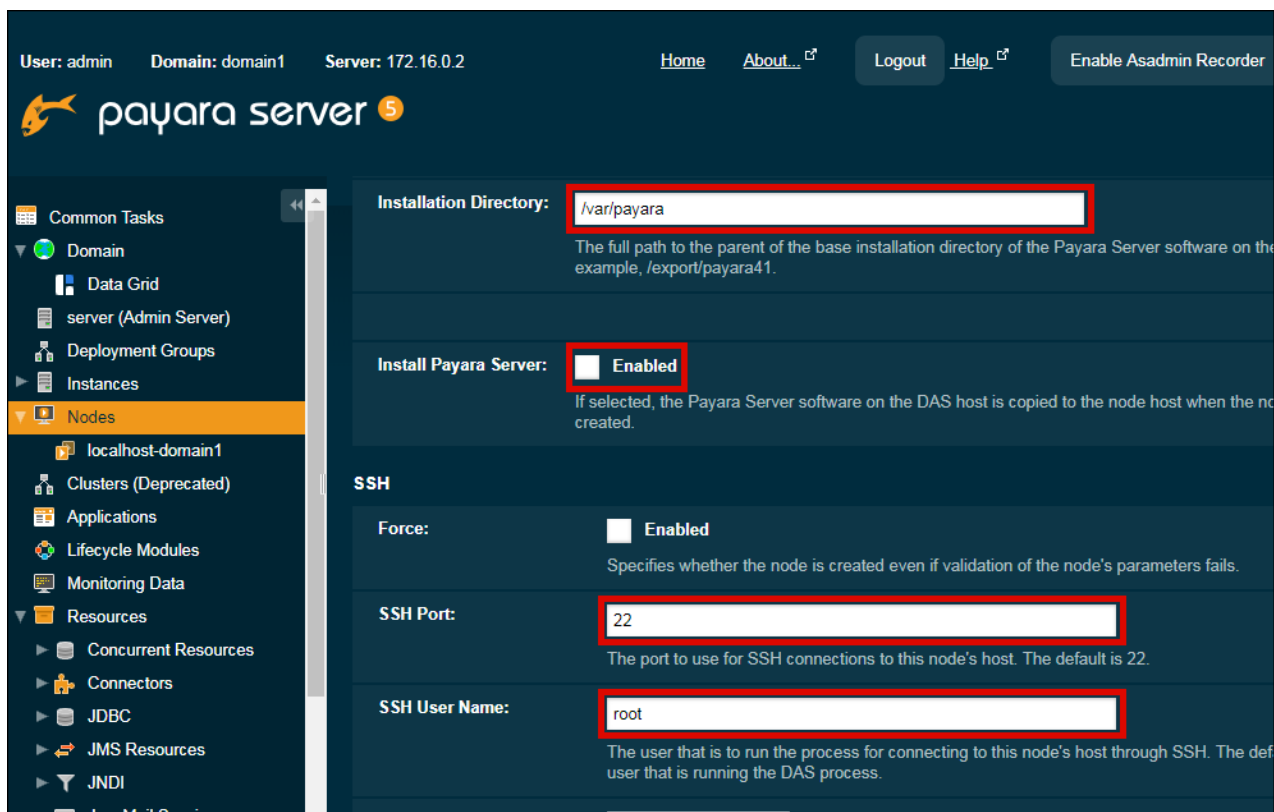 User: admin Domain: domain1 Server: 172.16.0.2 Home About... Logout Help Enable Asadmin Recorder
payara server 5
Common Tasks
Domain
Data Grid
server (Admin Server)
Deployment Groups
Instances
Nodes
localhost-domain1
Clusters (Deprecated)
Applications
Lifecycle Modules
Monitoring Data
Resources
Concurrent Resources
Connectors
JDBC
JMS Resources
JNDI
Installation Directory: /var/payara
The full path to the parent of the base installation directory of the Payara Server software on the
example, /export/payara41.
Install Payara Server: Enabled
If selected, the Payara Server software on the DAS host is copied to the node host when the
created.
SSH
Force: Enabled
Specifies whether the node is created even if validation of the node's parameters fails.
SSH Port: 22
The port to use for SSH connections to this node's host. The default is 22.
SSH User Name: root
The user that is to run the process for connecting to this node's host through SSH. The
user that is running the DAS process.